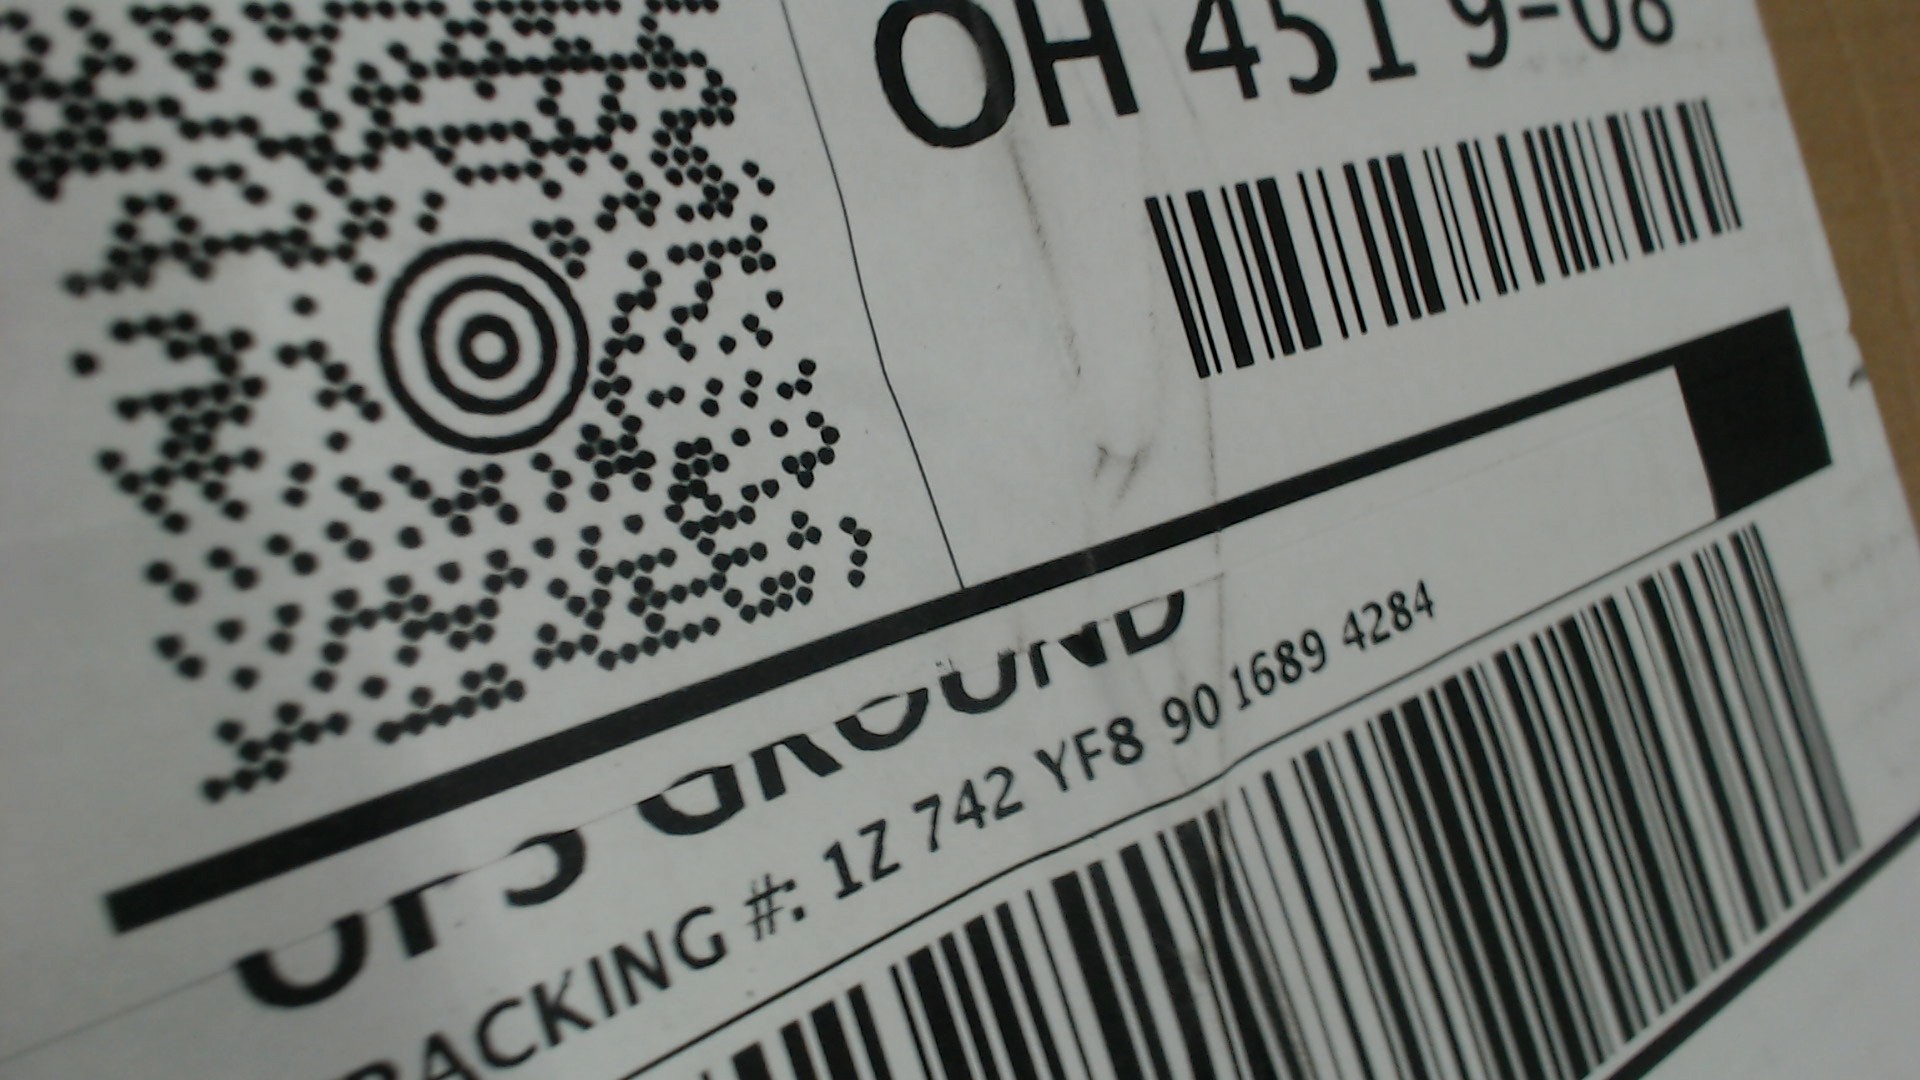 OH 451 9-08
UPS GROUND
TRACKING #: 1Z 742 YF8 90 1689 4284